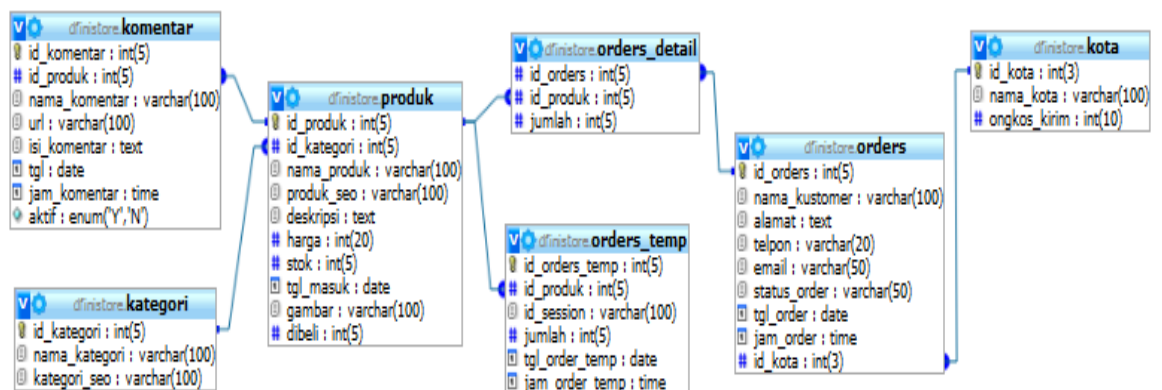 dfinistore.komentar
id_komentar : int(5)
id_produk : int(5)
nama_komentar : varchar(100)
url : varchar(100)
isi_komentar : text
tgl : date
jam_komentar : time
aktif : enum('Y','N')
dfinistore.kategori
id_kategori : int(5)
nama_kategori : varchar(100)
kategori_seo : varchar(100)
dfinistore.produk
id_produk : int(5)
id_kategori : int(5)
nama_produk : varchar(100)
produk_seo : varchar(100)
deskripsi : text
harga : int(20)
stok : int(5)
tgl_masuk : date
gambar : varchar(100)
dibeli : int(5)
dfinistore.orders_detail
id_orders : int(5)
id_produk : int(5)
jumlah : int(5)
dfinistore.orders_temp
id_orders_temp : int(5)
id_produk : int(5)
id_session : varchar(100)
jumlah : int(5)
tgl_order_temp : date
jam_order_temp : time
dfinistore.orders
id_orders : int(5)
nama_kustomer : varchar(100)
alamat : text
telpon : varchar(20)
email : varchar(50)
status_order : varchar(50)
tgl_order : date
jam_order : time
id_kota : int(3)
dfinistore.kota
id_kota : int(3)
nama_kota : varchar(100)
ongkos_kirim : int(10)